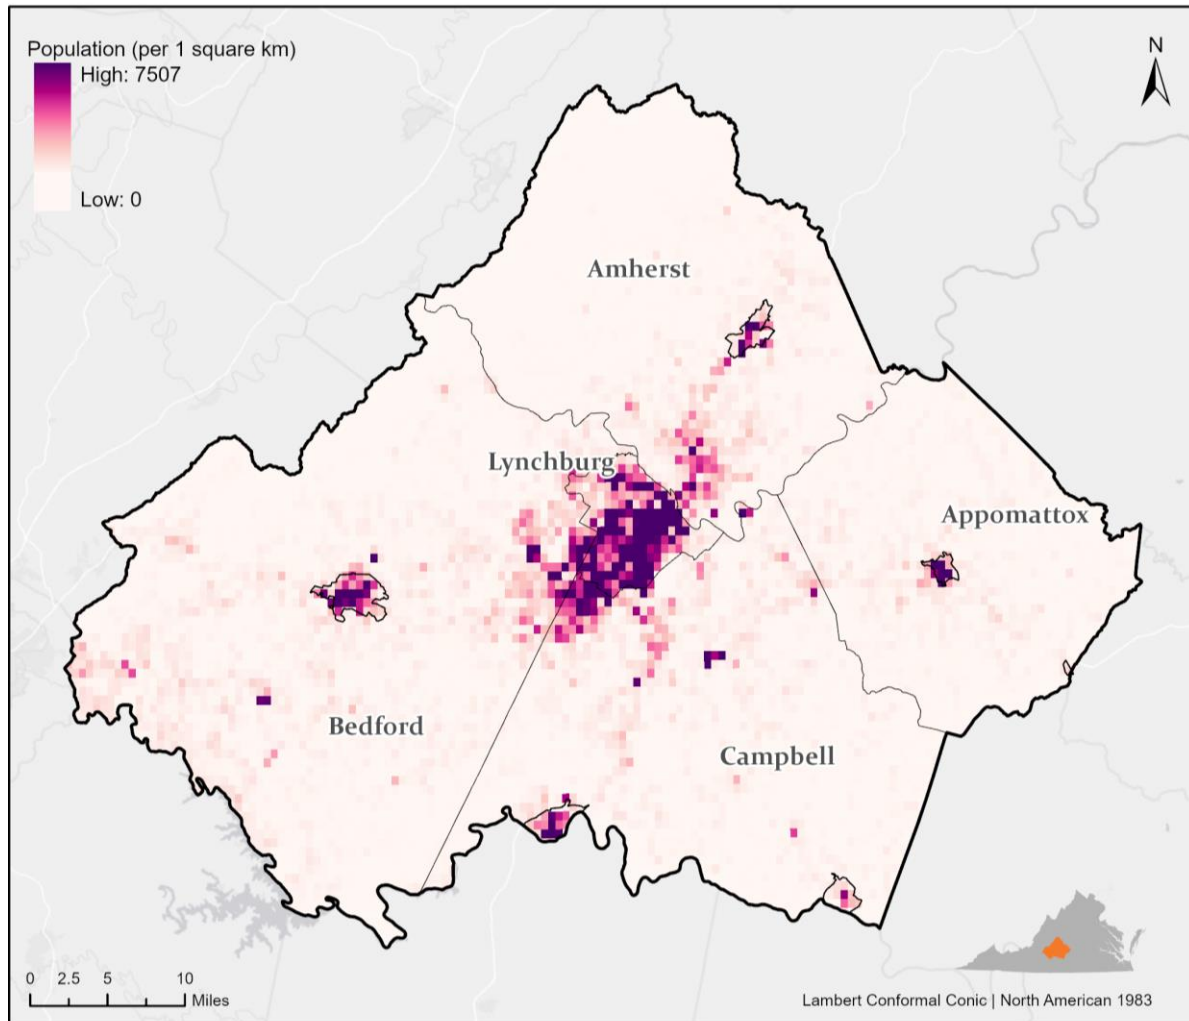 Population (per 1 square km)
High: 7507
Low: 0
N
Amherst
Lynchburg
Appomattox
Bedford
Campbell
0 2.5 5 10
Miles
Lambert Conformal Conic | North American 1983